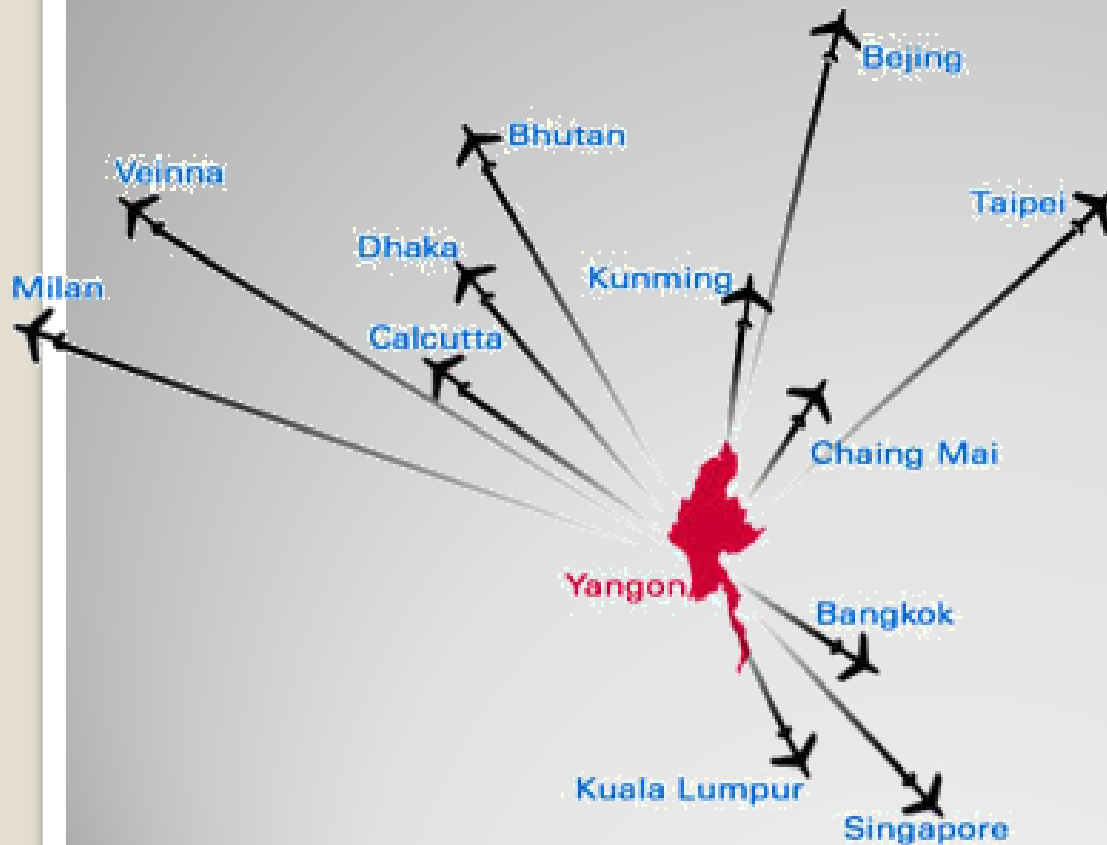 Bejing
Bhutan
Veinna
Taipei
Dhaka
Kunming
Milan
Calcutta
Chaing Mai
Yangon
Bangkok
Kuala Lumpur
Singapore